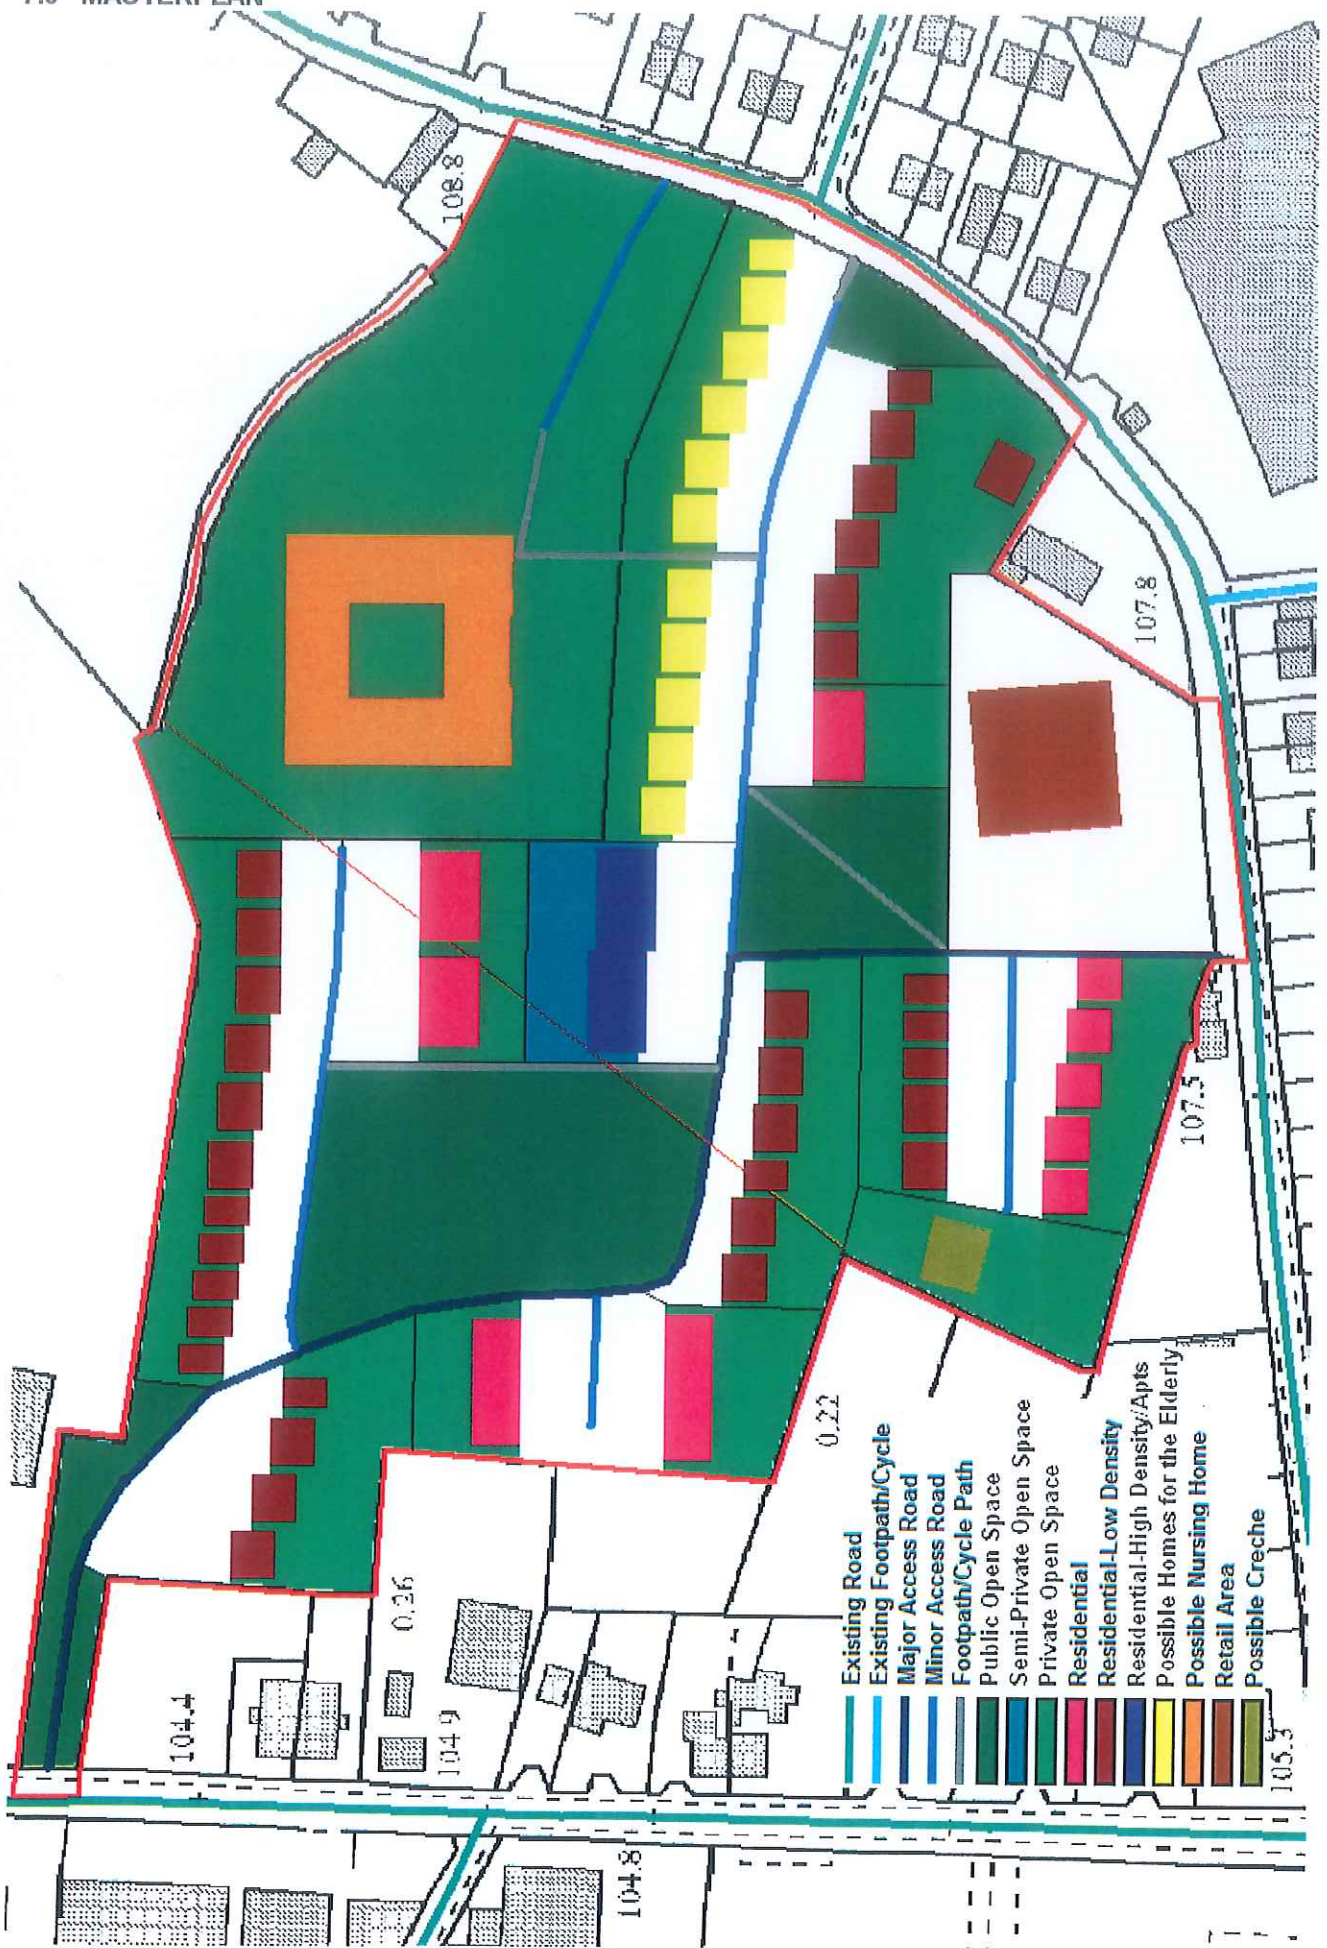 108.8
107.8
107.5
0.22
0.26
104.4
104.9
104.8
105.3
Existing Road
Existing Footpath/Cycle
Major Access Road
Minor Access Road
Footpath/Cycle Path
Public Open Space
Semi-Private Open Space
Private Open Space
Residential
Residential-Low Density
Residential-High Density/Apts
Possible Homes for the Elderly
Possible Nursing Home
Retail Area
Possible Creche